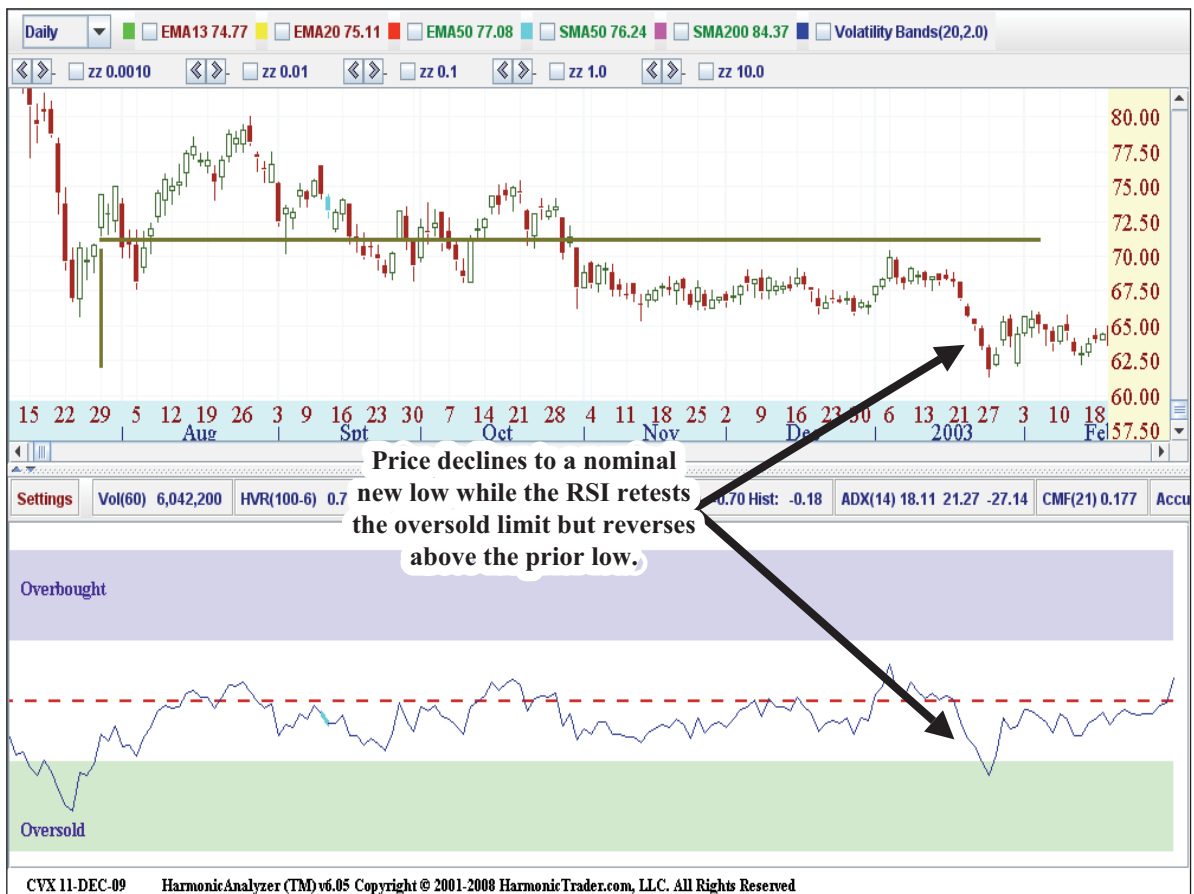 Daily EMA13 74.77 EMA20 75.11 EMA50 77.08 SMA50 76.24 SMA200 84.37 Volatility Bands(20,2.0)
zz 0.0010 zz 0.01 zz 0.1 zz 1.0 zz 10.0
80.00
77.50
75.00
72.50
70.00
67.50
65.00
62.50
60.00
57.50
15 22 29 5 12 19 26 3 9 16 23 30 7 14 21 28 4 11 18 25 2 9 16 23 30 6 13 21 27 3 10 18
Aug Spt Oct Nov De 2003 Fe
Price declines to a nominal
new low while the RSI retests
the oversold limit but reverses
above the prior low.
Settings Vol(60) 6,042,200 HVR(100-6) 0.7 -0.70 Hist: -0.18 ADX(14) 18.11 21.27 -27.14 CMF(21) 0.177 Accu
Overbought
Oversold
CVX 11-DEC-09 HarmonicAnalyzer (TM) v6.05 Copyright © 2001-2008 HarmonicTrader.com, LLC. All Rights Reserved